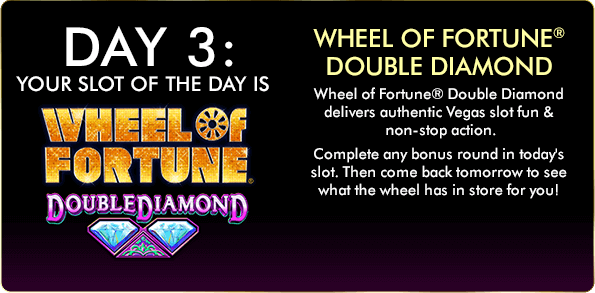 DAY 3:
YOUR SLOT OF THE DAY IS
WHEEL OF
FORTUNE®
DOUBLE DIAMOND
WHEEL OF FORTUNE®
DOUBLE DIAMOND
Wheel of Fortune® Double Diamond
delivers authentic Vegas slot fun &
non-stop action.
Complete any bonus round in today's
slot. Then come back tomorrow to see
what the wheel has in store for you!